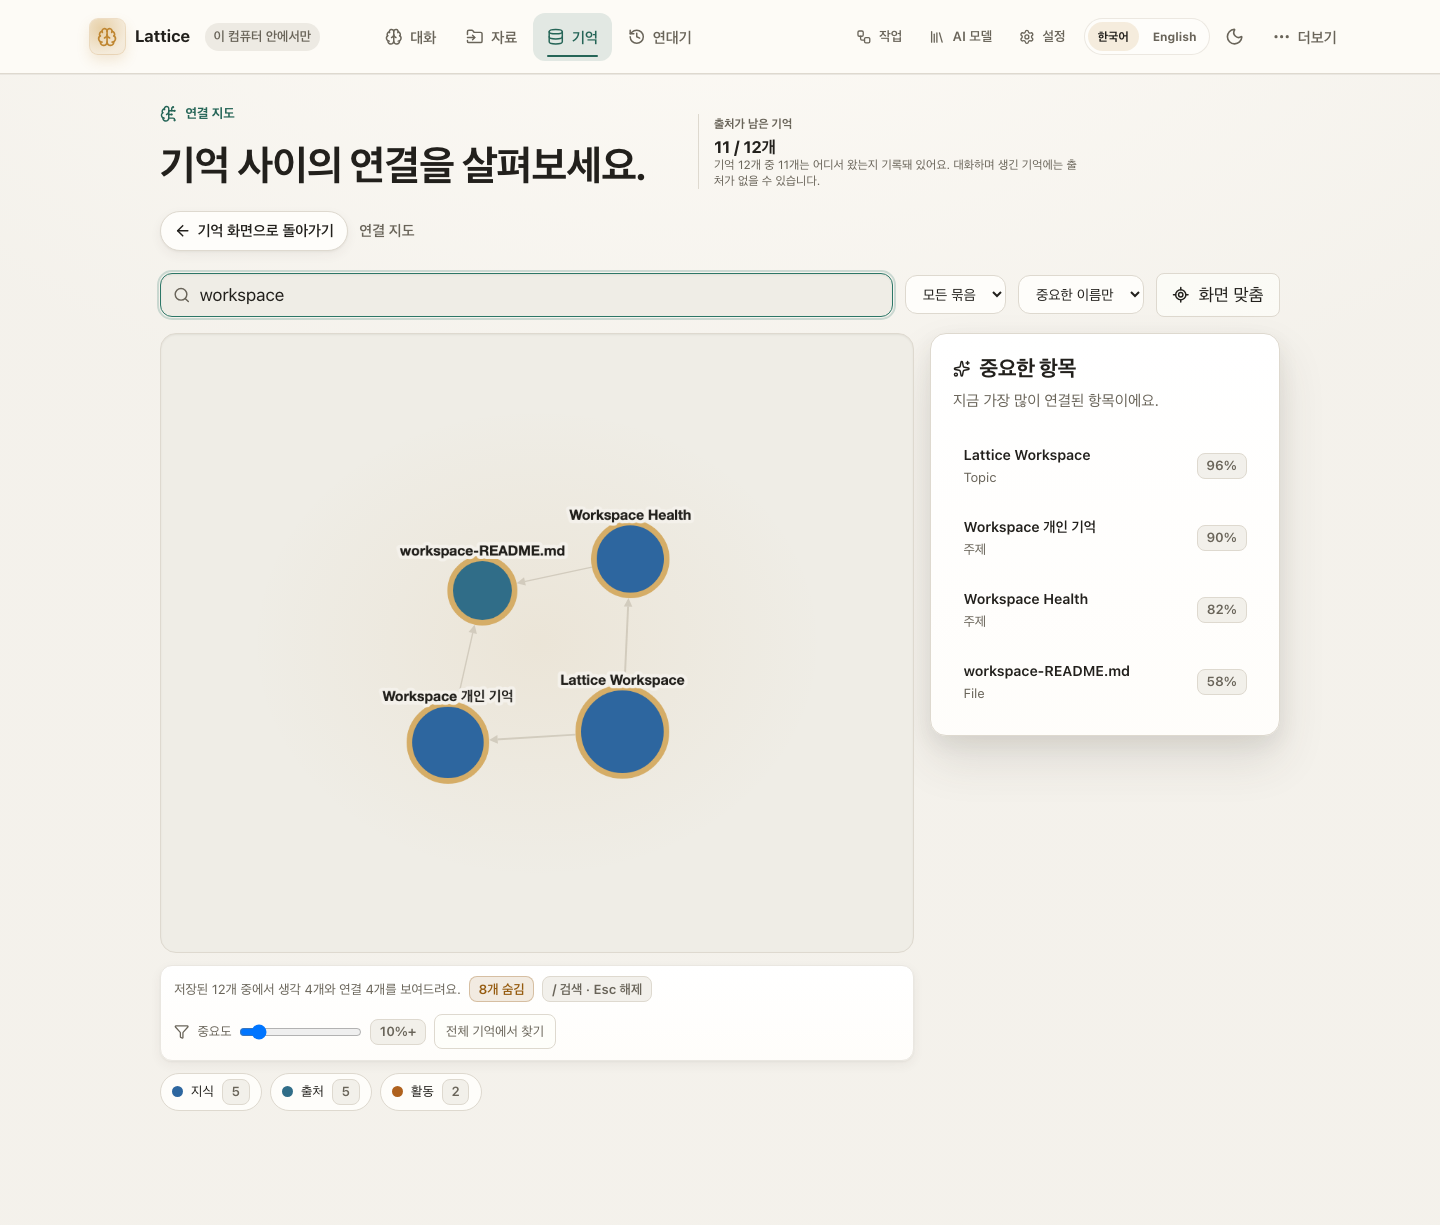 Lattice
이 컴퓨터 안에서만
대화
자료
기억
연대기
작업
AI 모델
설정
한국어
English
더보기
연결 지도
기억 사이의 연결을 살펴보세요.
출처가 남은 기억
11 / 12개
기억 12개 중 11개는 어디서 왔는지 기록돼 있어요. 대화하며 생긴 기억에는 출
처가 없을 수 있습니다.
기억 화면으로 돌아가기
연결 지도
workspace
모든 묶음
중요한 이름만
화면 맞춤
Workspace Health
workspace-README.md
Lattice Workspace
Workspace 개인 기억
중요한 항목
지금 가장 많이 연결된 항목이에요.
Lattice Workspace
Topic
96%
Workspace 개인 기억
주제
90%
Workspace Health
주제
82%
workspace-README.md
File
58%
저장된 12개 중에서 생각 4개와 연결 4개를 보여드려요.
8개 숨김
/ 검색 · Esc 해제
중요도
10%+
전체 기억에서 찾기
지식 5
출처 5
활동 2